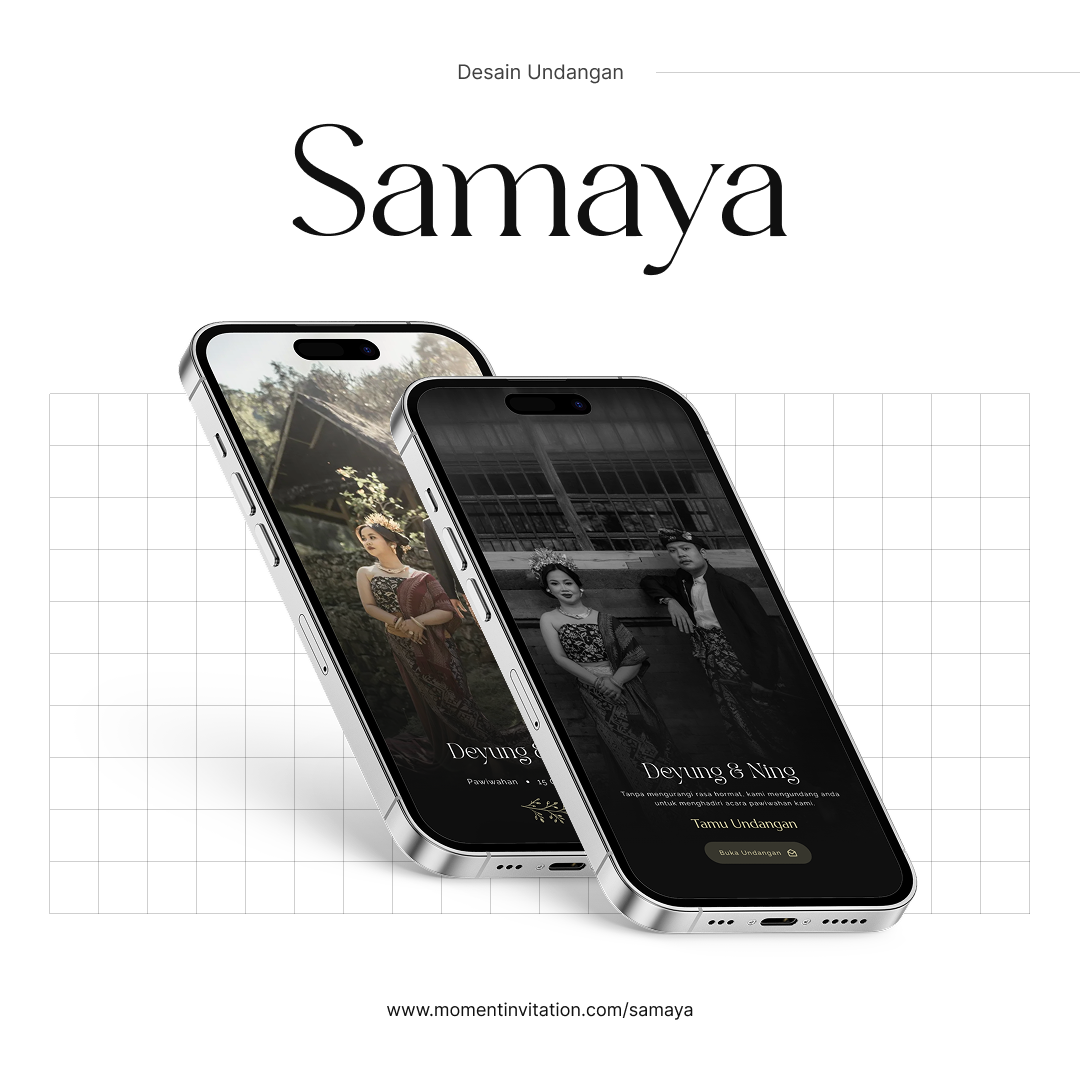 Desain Undangan
Samaya
Deyung &
Pawiwahan • 15
Deyung & Ning
Tanpa mengurangi rasa hormat, kami mengundang anda
untuk menghadiri acara pawiwahan kami.
Tamu Undangan
Buka Undangan
www.momentinvitation.com/samaya